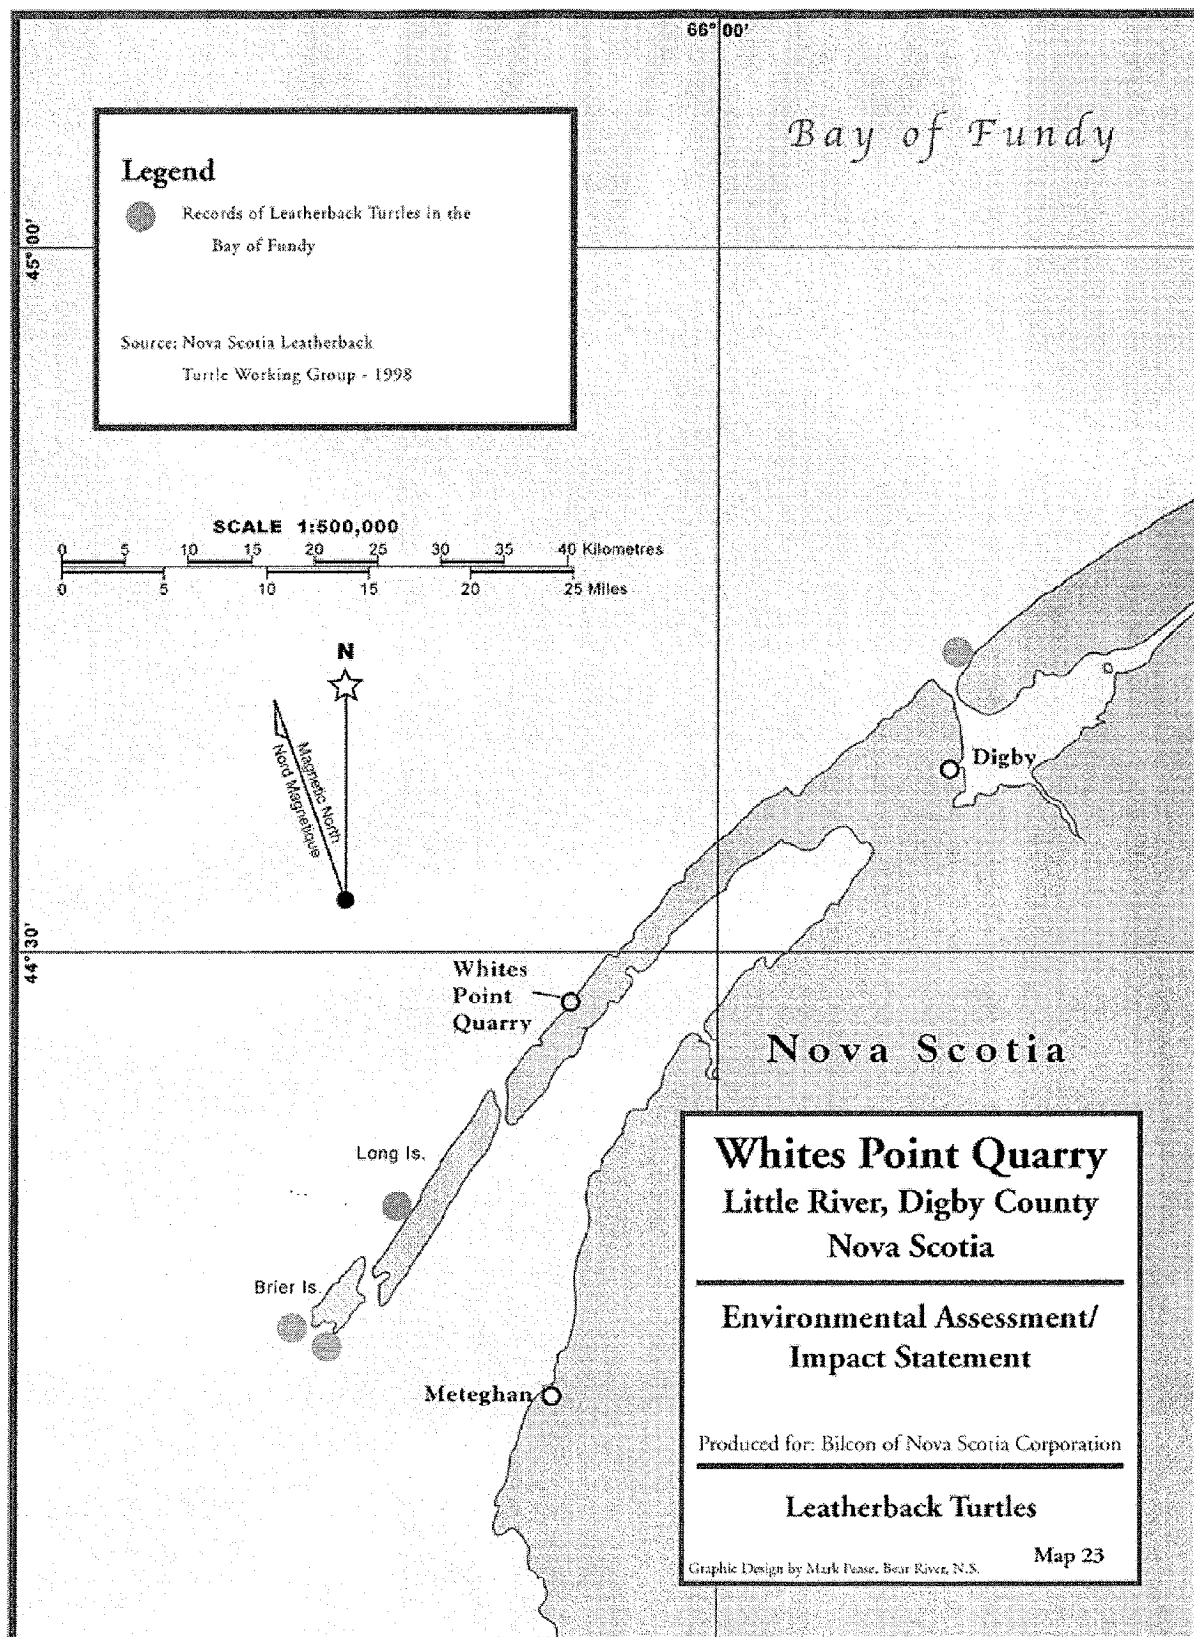 66° 00'
Bay of Fundy
Legend
Records of Leatherback Turtles in the
Bay of Fundy
Source: Nova Scotia Leatherback
Turtle Working Group - 1998
45° 00'
SCALE 1:500,000
0 5 10 15 20 25 30 35 40 Kilometres
0 5 10 15 20 25 Miles
N
Magnetic North
Nord Magnetique
Digby
44° 30'
Whites
Point
Quarry
Nova Scotia
Long Is.
Brier Is.
Meteghan
Whites Point Quarry
Little River, Digby County
Nova Scotia
Environmental Assessment/
Impact Statement
Produced for: Bilcon of Nova Scotia Corporation
Leatherback Turtles
Map 23
Graphic Design by Mark Pease, Bear River, N.S.